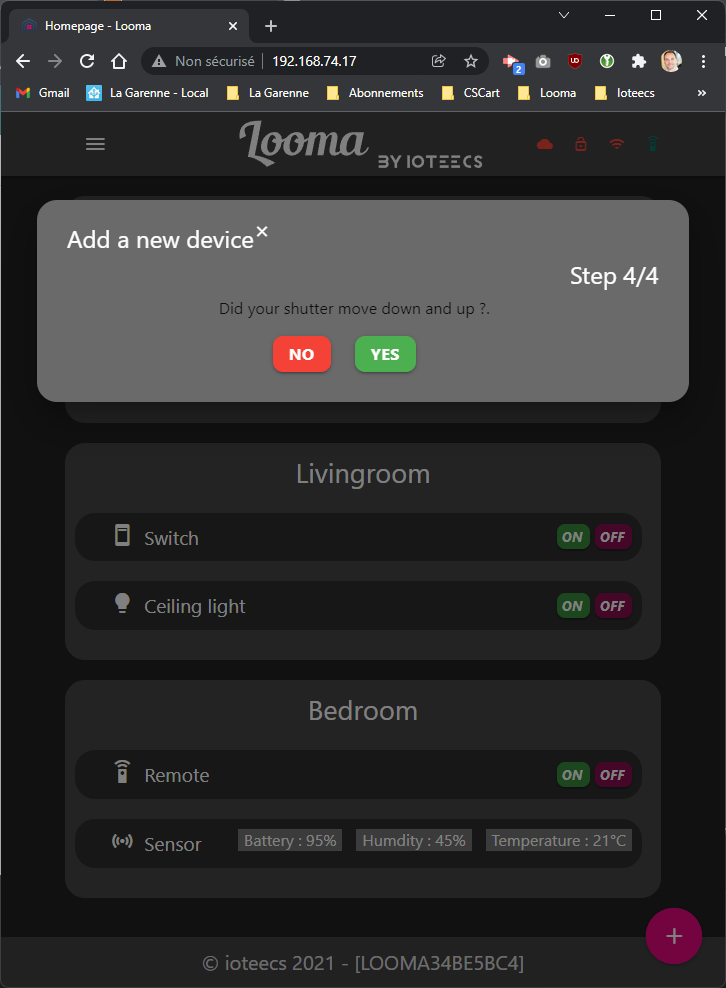 Homepage - Looma
Non sécurisé 192.168.74.17
2
Gmail La Garenne - Local La Garenne Abonnements CSCart Looma Ioteecs »
Looma BY IOTEECS
Add a new device×
Step 4/4
Did your shutter move down and up ?.
NO YES
Livingroom
Switch ON OFF
Ceiling light ON OFF
Bedroom
Remote ON OFF
Sensor Battery : 95% Humdity : 45% Temperature : 21°C
+
© ioteecs 2021 - [LOOMA34BE5BC4]